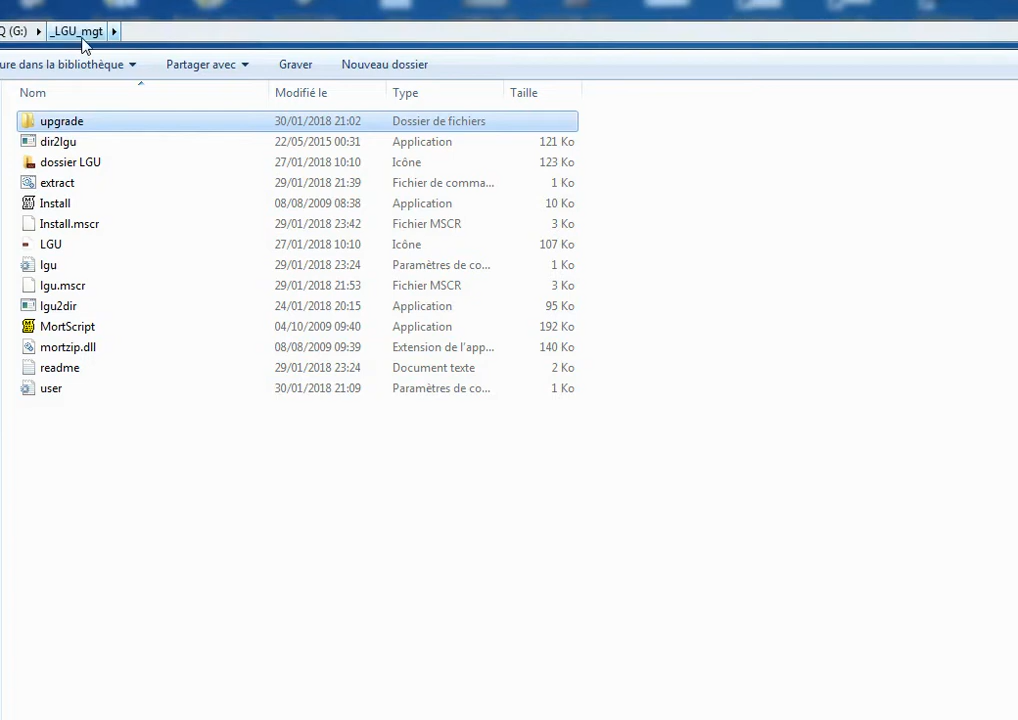 Q (G:) _LGU_mgt
ure dans la bibliothèque Partager avec Graver Nouveau dossier
Nom Modifié le Type Taille
upgrade 30/01/2018 21:02 Dossier de fichiers
dir2lgu 22/05/2015 00:31 Application 121 Ko
dossier LGU 27/01/2018 10:10 Icône 123 Ko
extract 29/01/2018 21:39 Fichier de comma... 1 Ko
Install 08/08/2009 08:38 Application 10 Ko
Install.mscr 29/01/2018 23:42 Fichier MSCR 3 Ko
LGU 27/01/2018 10:10 Icône 107 Ko
lgu 29/01/2018 23:24 Paramètres de co... 1 Ko
lgu.mscr 29/01/2018 21:53 Fichier MSCR 3 Ko
lgu2dir 24/01/2018 20:15 Application 95 Ko
MortScript 04/10/2009 09:40 Application 192 Ko
mortzip.dll 08/08/2009 09:39 Extension de l'app... 140 Ko
readme 29/01/2018 23:24 Document texte 2 Ko
user 30/01/2018 21:09 Paramètres de co... 1 Ko